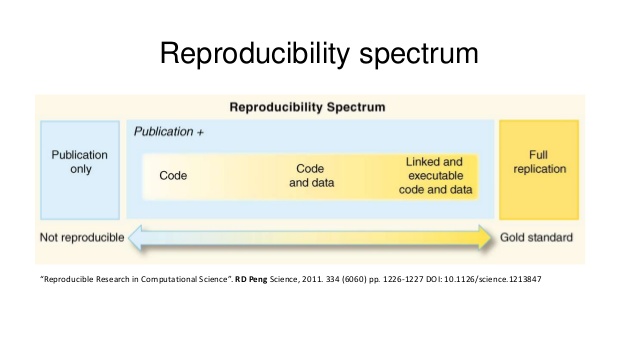 Reproducibility spectrum
Reproducibility Spectrum
Publication +
Publication
only
Code
Code
and data
Linked and
executable
code and data
Full
replication
Not reproducible
Gold standard
“Reproducible Research in Computational Science”. RD Peng Science, 2011. 334 (6060) pp. 1226-1227 DOI: 10.1126/science.1213847